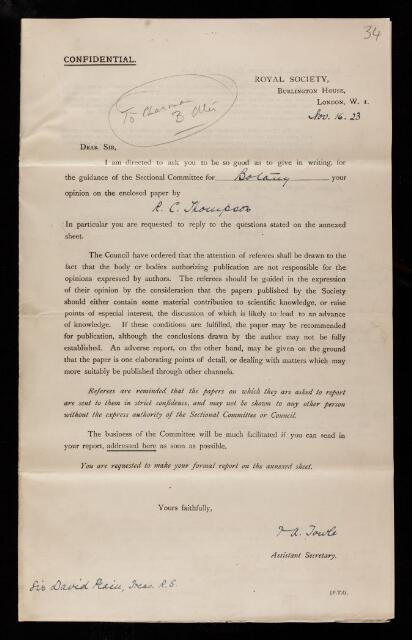 34
CONFIDENTIAL.
To Chairman
B
ROYAL SOCIETY,
BURLINGTON HOUSE,
LONDON, W. 1.
Nov. 16. 23
DEAR SIR,
I am directed to ask you to be so good as to give in writing, for
the guidance of the Sectional Committee for Botany your
opinion on the enclosed paper by
R. C. Thompson
In particular you are requested to reply to the questions stated on the annexed
sheet.
The Council have ordered that the attention of referees shall be drawn to the
fact that the body or bodies authorizing publication are not responsible for the
opinions expressed by authors. The referees should be guided in the expression
of their opinion by the consideration that the papers published by the Society
should either contain some material contribution to scientific knowledge, or raise
points of especial interest, the discussion of which is likely to lead to an advance
of knowledge. If these conditions are fulfilled, the paper may be recommended
for publication, although the conclusions drawn by the author may not be fully
established. An adverse report, on the other hand, may be given on the ground
that the paper is one elaborating points of detail, or dealing with matters which may
more suitably be published through other channels.
Referees are reminded that the papers on which they are asked to report
are sent to them in strict confidence, and may not be shown to any other person
without the express authority of the Sectional Committee or Council.
The business of the Committee will be much facilitated if you can send in
your report, addressed here as soon as possible.
You are requested to make your formal report on the annexed sheet.
Yours faithfully,
F A. Towle
Assistant Secretary.
Sir David Prain, Treas. R. S.
[P.T.O.